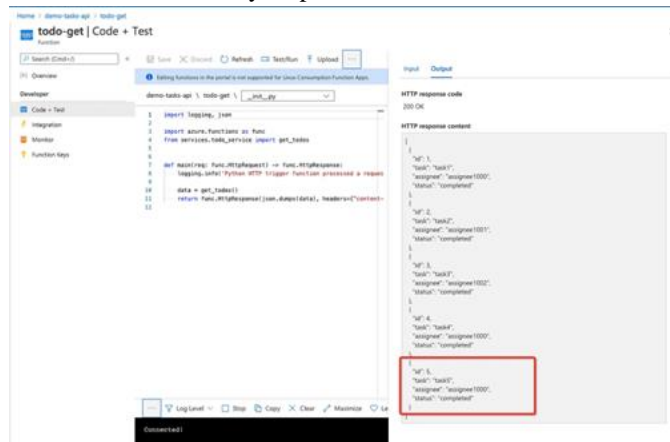 Home / demo-tasks-api / todo-get
todo-get | Code + Test
Function
Search (Cmd+/)
Save
Discard
Refresh
Test/Run
Upload
Overview
Developer
Code + Test
Integration
Monitor
Function Keys
Editing functions in the portal is not supported for Linux Consumption Function Apps.
demo-tasks-api \ todo-get \ __init__.py
1 import logging, json
2
3 import azure.functions as func
4 from services.todo_service import get_todos
5
6
7 def main(req: func.HttpRequest) -> func.HttpResponse:
8 logging.info('Python HTTP trigger function processed a reques
9
10 data = get_todos()
11 return func.HttpResponse(json.dumps(data), headers={"content-
12
Log Level
Stop
Copy
Clear
Maximize
Le
Connected!
Input
Output
HTTP response code
200 OK
HTTP response content
[
{
"id": 1,
"task": "task1",
"assignee": "assignee1000",
"status": "completed"
},
{
"id": 2,
"task": "task2",
"assignee": "assignee1001",
"status": "completed"
},
{
"id": 3,
"task": "task3",
"assignee": "assignee1002",
"status": "completed"
},
{
"id": 4,
"task": "task4",
"assignee": "assignee1000",
"status": "completed"
},
{
"id": 5,
"task": "task5",
"assignee": "assignee1000",
"status": "completed"
}
]